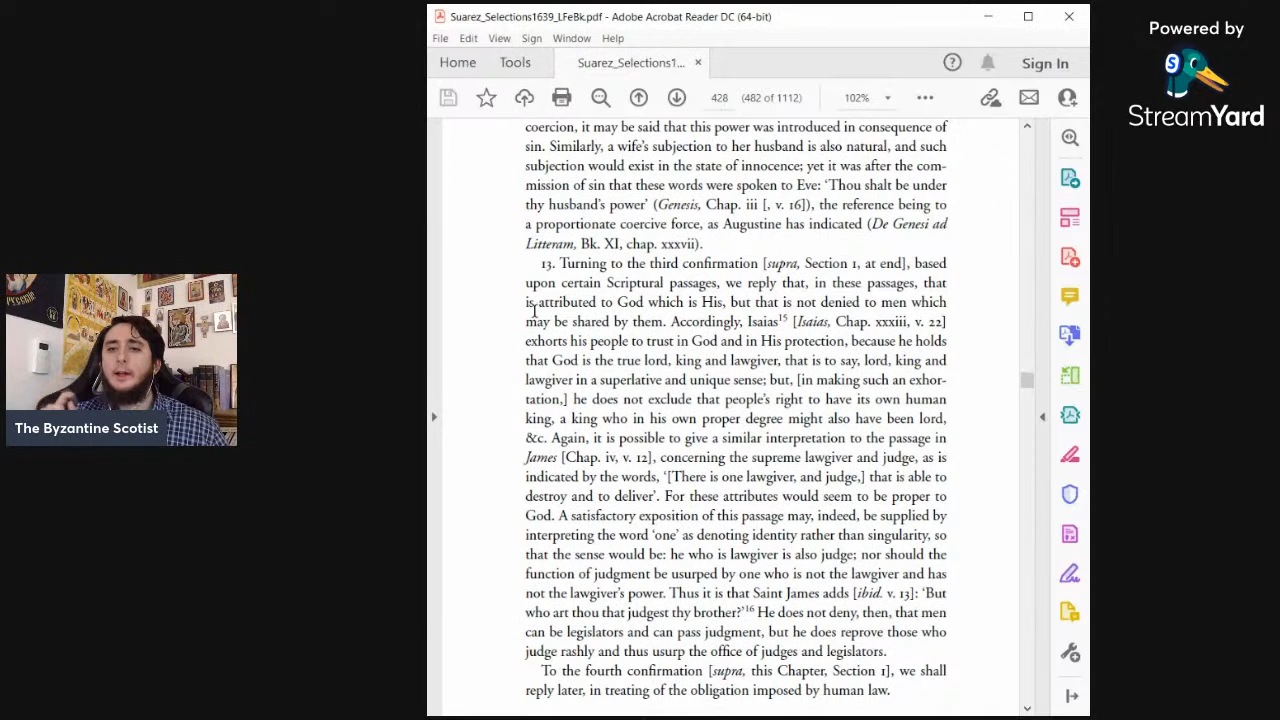 Suarez_Selections1639_LFeBk.pdf - Adobe Acrobat Reader DC (64-bit)
File Edit View Sign Window Help
Home Tools Suarez_Selections1... × Sign In
428 (482 of 1112) 102%
coercion, it may be said that this power was introduced in consequence of
sin. Similarly, a wife's subjection to her husband is also natural, and such
subjection would exist in the state of innocence; yet it was after the com-
mission of sin that these words were spoken to Eve: 'Thou shalt be under
thy husband's power' (Genesis, Chap. iii [, v. 16]), the reference being to
a proportionate coercive force, as Augustine has indicated (De Genesi ad
Litteram, Bk. XI, chap. xxxvii).
13. Turning to the third confirmation [supra, Section 1, at end], based
upon certain Scriptural passages, we reply that, in these passages, that
is attributed to God which is His, but that is not denied to men which
may be shared by them. Accordingly, Isaias15 [Isaias, Chap. xxxiii, v. 22]
exhorts his people to trust in God and in His protection, because he holds
that God is the true lord, king and lawgiver, that is to say, lord, king and
lawgiver in a superlative and unique sense; but, [in making such an exhor-
tation,] he does not exclude that people's right to have its own human
king, a king who in his own proper degree might also have been lord,
&c. Again, it is possible to give a similar interpretation to the passage in
James [Chap. iv, v. 12], concerning the supreme lawgiver and judge, as is
indicated by the words, '[There is one lawgiver, and judge,] that is able to
destroy and to deliver'. For these attributes would seem to be proper to
God. A satisfactory exposition of this passage may, indeed, be supplied by
interpreting the word 'one' as denoting identity rather than singularity, so
that the sense would be: he who is lawgiver is also judge; nor should the
function of judgment be usurped by one who is not the lawgiver and has
not the lawgiver's power. Thus it is that Saint James adds [ibid. v. 13]: 'But
who art thou that judgest thy brother?'16 He does not deny, then, that men
can be legislators and can pass judgment, but he does reprove those who
judge rashly and thus usurp the office of judges and legislators.
To the fourth confirmation [supra, this Chapter, Section 1], we shall
reply later, in treating of the obligation imposed by human law.
The Byzantine Scotist
Powered by
S
StreamYard